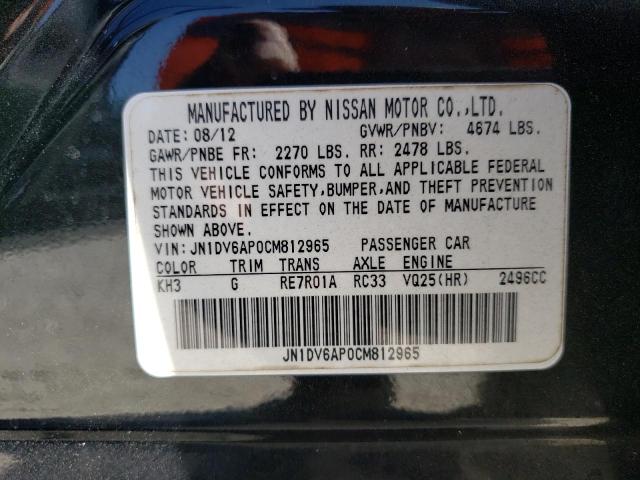 MANUFACTURED BY NISSAN MOTOR CO.,LTD.
DATE: 08/12 GVWR/PNBV: 4674 LBS.
GAWR/PNBE FR: 2270 LBS. RR: 2478 LBS.
THIS VEHICLE CONFORMS TO ALL APPLICABLE FEDERAL
MOTOR VEHICLE SAFETY,BUMPER,AND THEFT PREVENTION
STANDARDS IN EFFECT ON THE DATE OF MANUFACTURE
SHOWN ABOVE.
VIN: JN1DV6AP0CM812965 PASSENGER CAR
COLOR TRIM TRANS AXLE ENGINE
KH3 G RE7R01A RC33 VQ25(HR) 2496CC
JN1DV6AP0CM812965